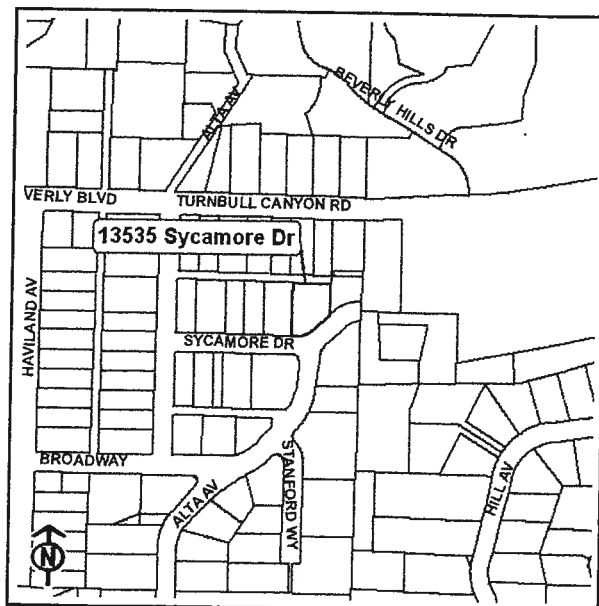 BEVERLY HILLS DR
ALTA AV
VERLY BLVD
TURNBULL CANYON RD
13535 Sycamore Dr
HAVILAND AV
SYCAMORE DR
BROADWAY
STANFORD WY
ALTA AV
HILL AV
N